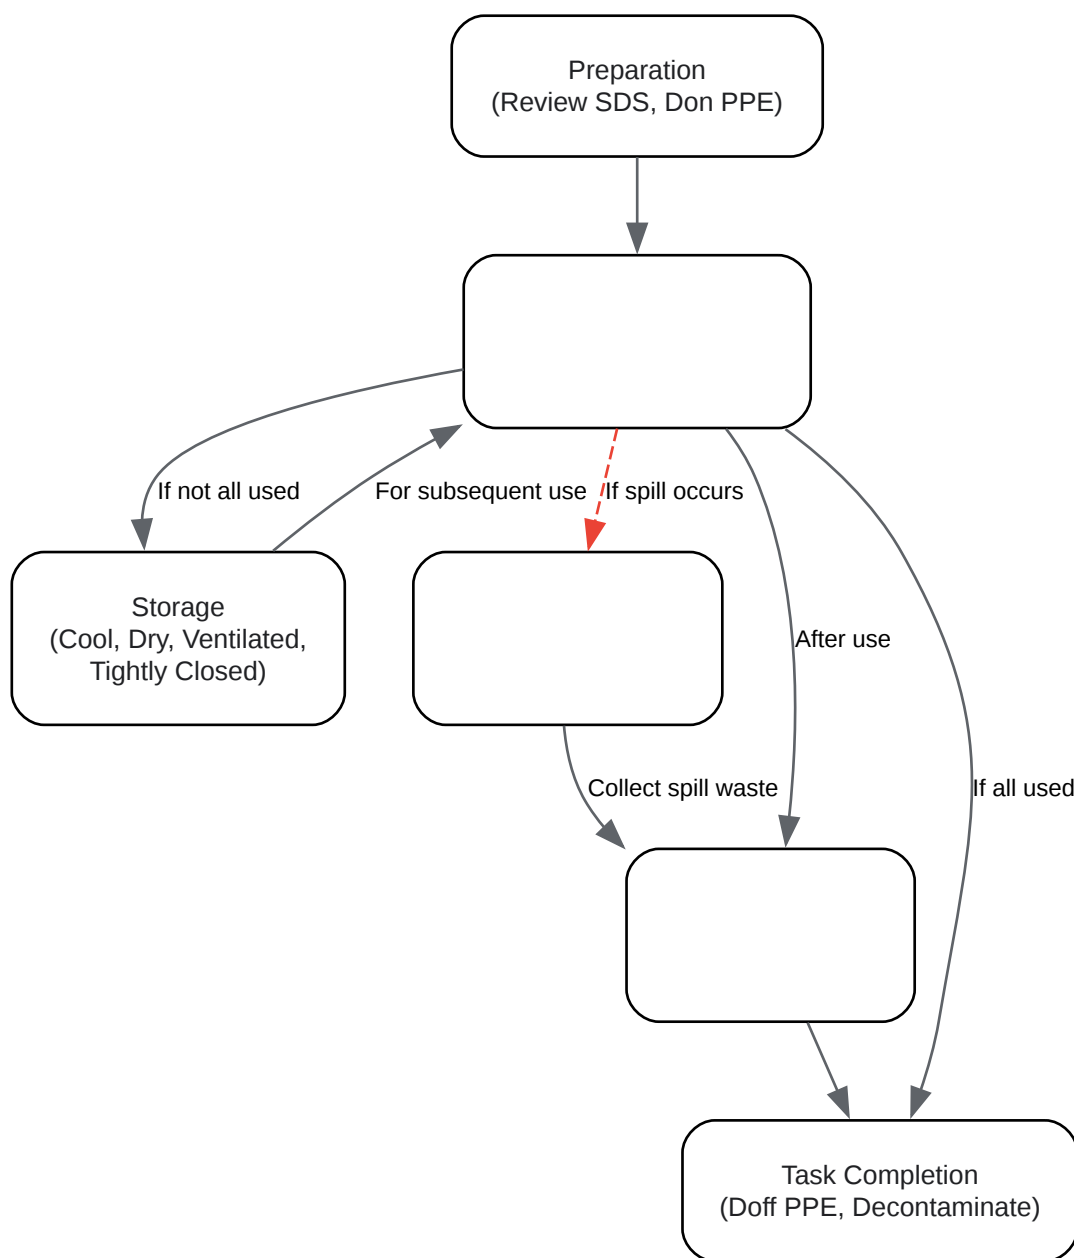 Preparation
(Review SDS, Don PPE)
If not all used
For subsequent use
If spill occurs
Storage
(Cool, Dry, Ventilated,
Tightly Closed)
After use
Collect spill waste
If all used
Task Completion
(Doff PPE, Decontaminate)